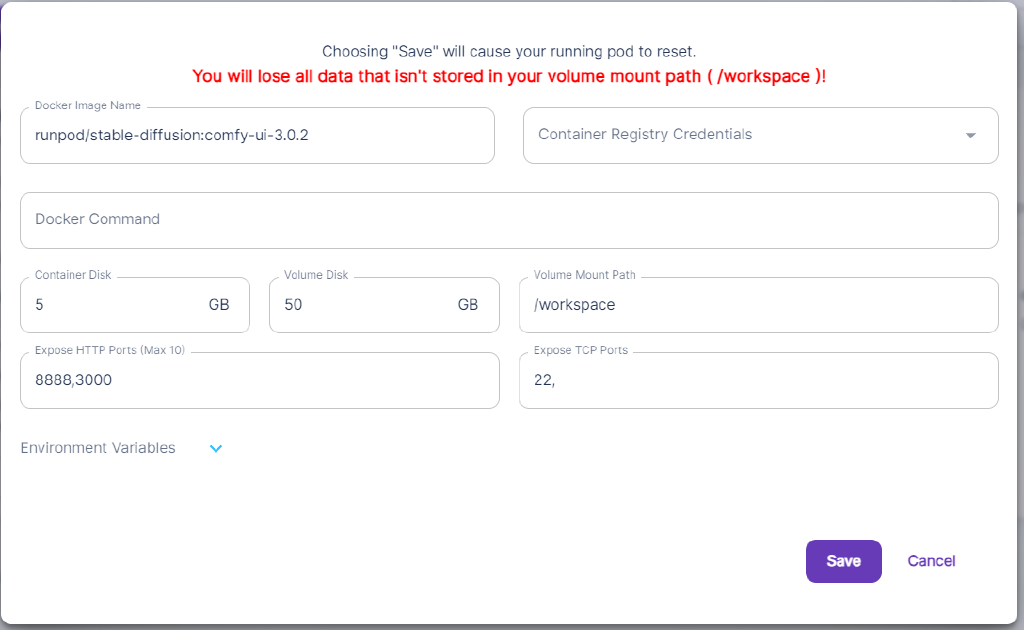 Choosing "Save" will cause your running pod to reset.
You will lose all data that isn't stored in your volume mount path ( /workspace )!
Docker Image Name
runpod/stable-diffusion:comfy-ui-3.0.2
Container Registry Credentials
Docker Command
Container Disk
5 GB
Volume Disk
50 GB
Volume Mount Path
/workspace
Expose HTTP Ports (Max 10)
8888,3000
Expose TCP Ports
22,
Environment Variables
Save
Cancel